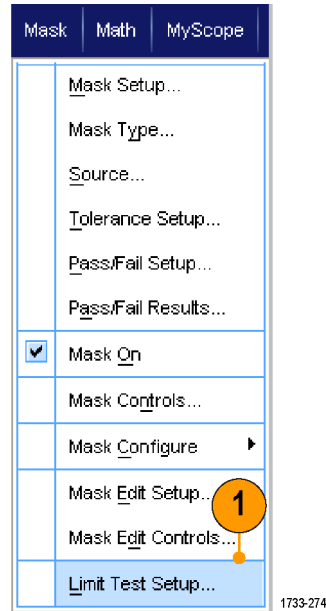 Mask Math MyScope
Mask Setup...
Mask Type...
Source...
Tolerance Setup...
Pass/Fail Setup...
Pass/Fail Results...
Mask On
Mask Controls...
Mask Configure
Mask Edit Setup...
1
Mask Edit Controls...
Limit Test Setup...
1733-274